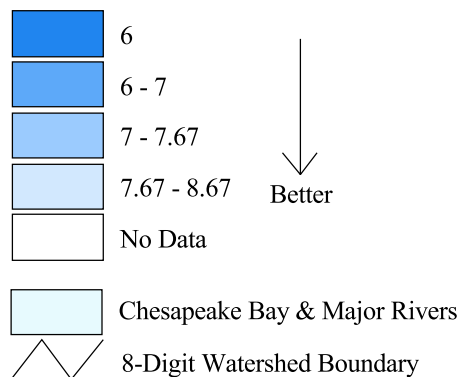 6
6 - 7
7 - 7.67
7.67 - 8.67
Better
No Data
Chesapeake Bay & Major Rivers
8-Digit Watershed Boundary